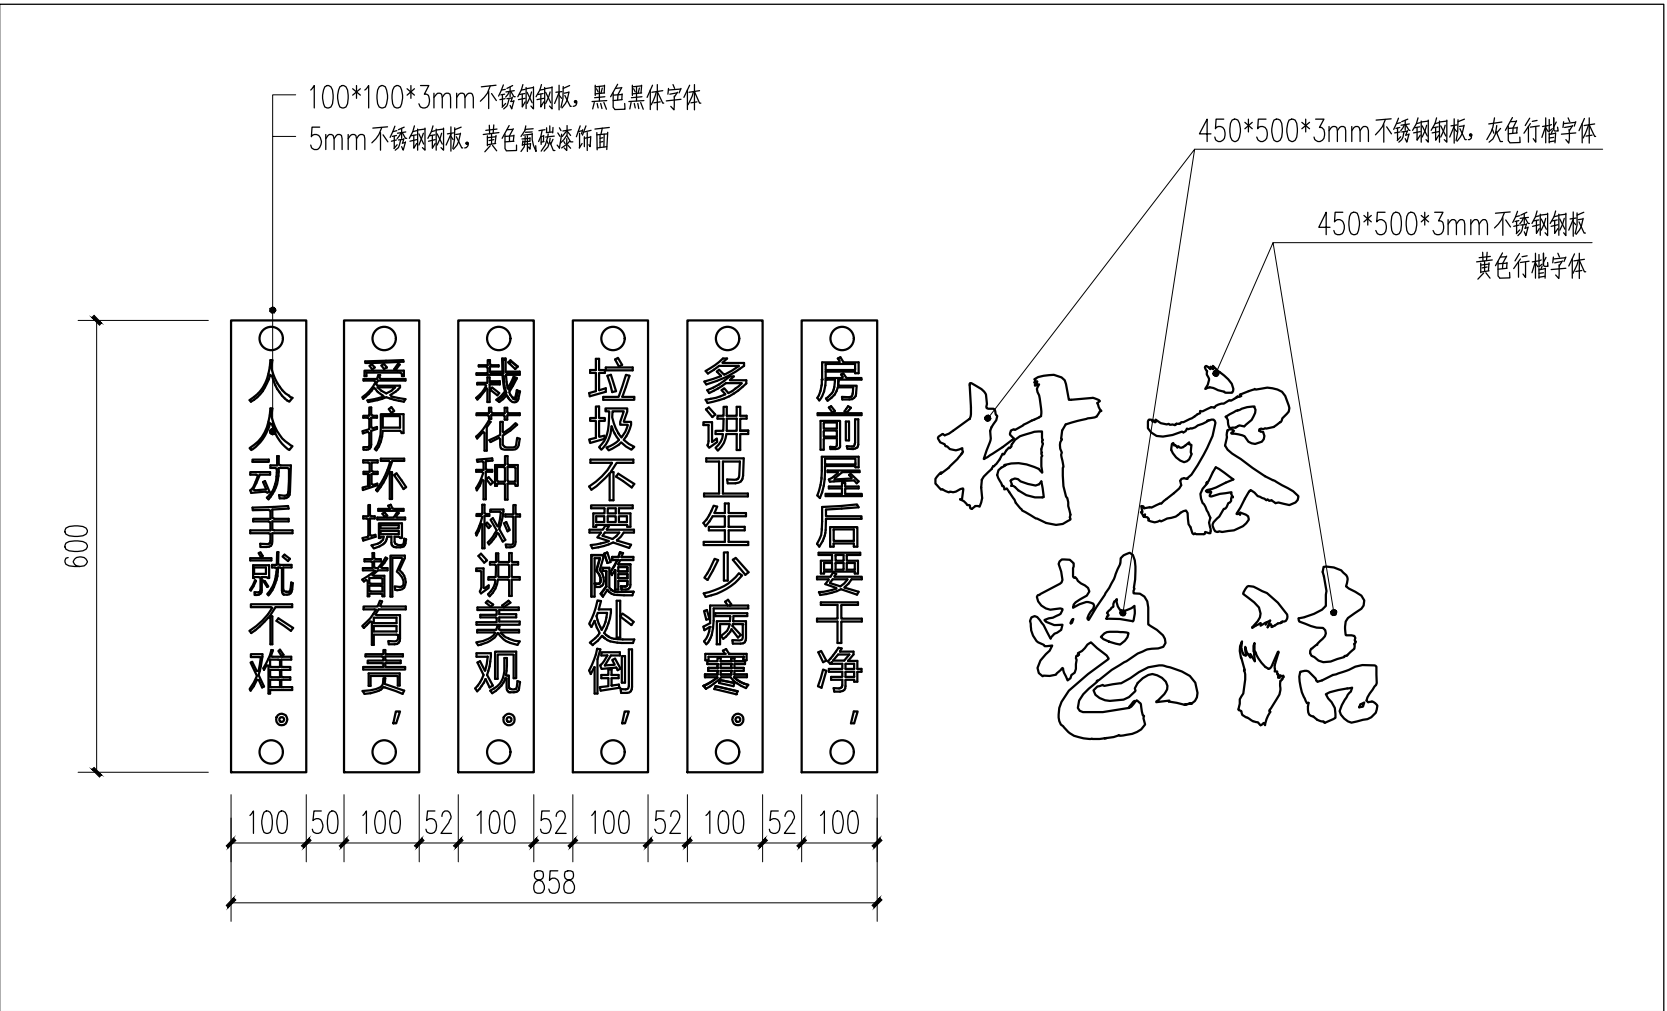 100*100*3mm不锈钢钢板，黑色黑体字体
5mm不锈钢钢板，黄色氟碳漆饰面
450*500*3mm不锈钢钢板，灰色行楷字体
450*500*3mm不锈钢钢板
黄色行楷字体
人人动手就不难。
爱护环境都有责，
栽花种树讲美观。
垃圾不要随处倒，
多讲卫生少病寒。
房前屋后要干净，
村容
整洁
600
100 50 100 52 100 52 100 52 100 52 100
858